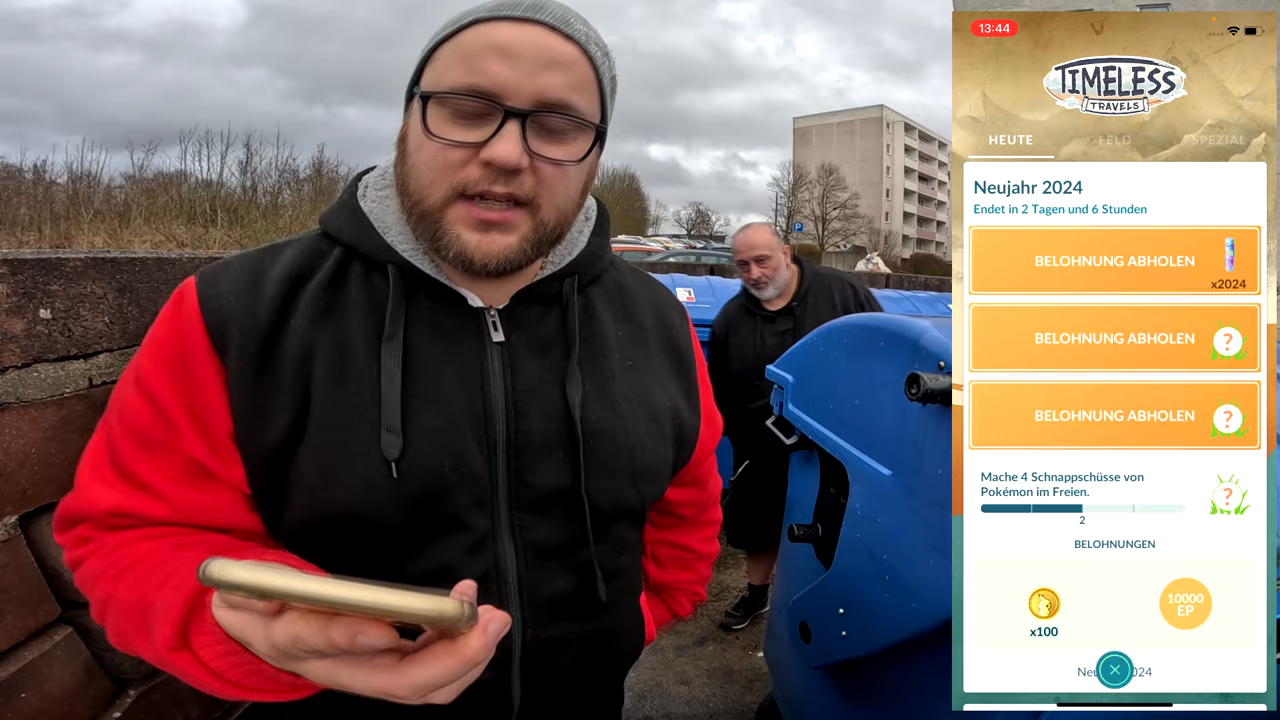 13:44
TIMELESS
TRAVELS
HEUTE
FELD
SPEZIAL
Neujahr 2024
Endet in 2 Tagen und 6 Stunden
BELOHNUNG ABHOLEN
x2024
BELOHNUNG ABHOLEN
?
BELOHNUNG ABHOLEN
?
Mache 4 Schnappschüsse von
Pokémon im Freien.
?
2
BELOHNUNGEN
10000
EP
x100
P